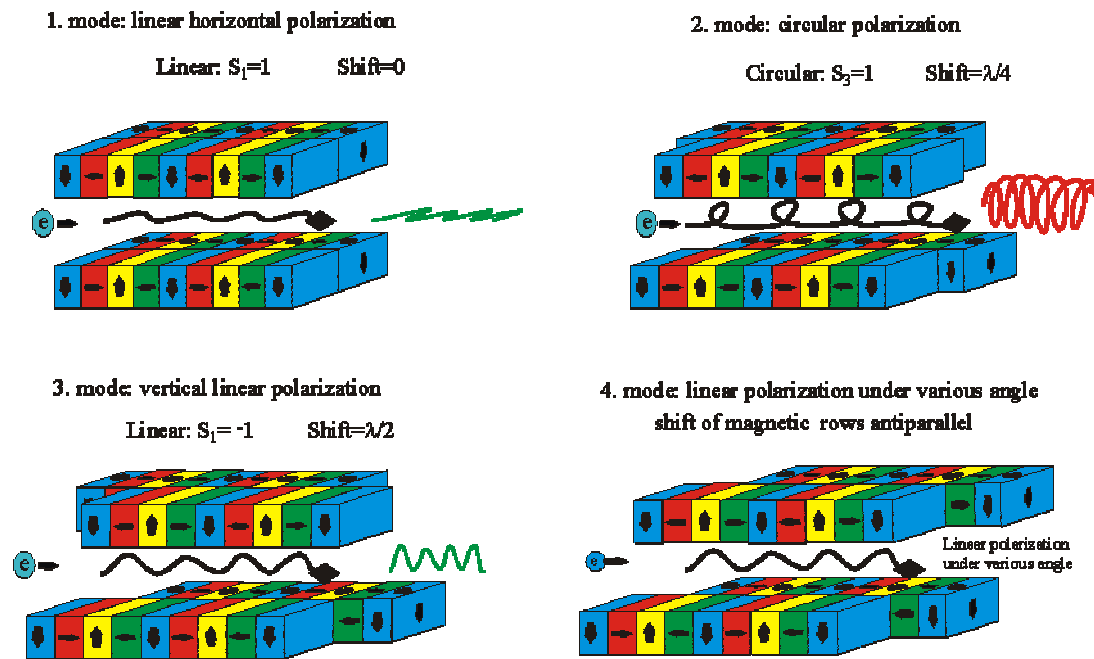 1. mode: linear horizontal polarization
Linear: S₁=1 Shift=0
e
2. mode: circular polarization
Circular: S₃=1 Shift=λ/4
e
3. mode: vertical linear polarization
Linear: S₁= -1 Shift=λ/2
e
4. mode: linear polarization under various angle
shift of magnetic rows antiparallel
e
Linear polarization
under various angle